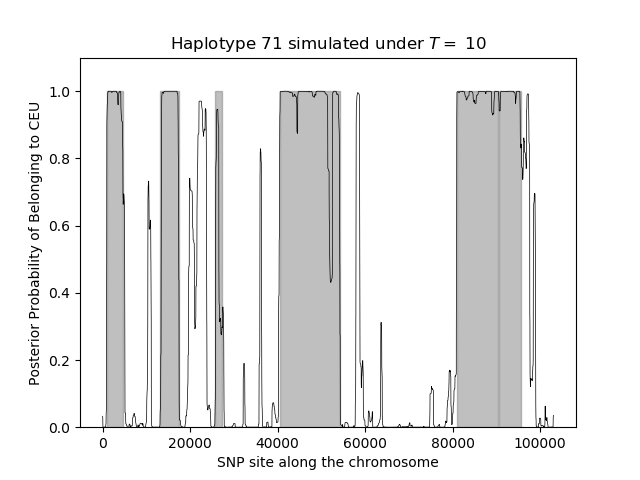 Haplotype 71 simulated under T = 10
Posterior Probability of Belonging to CEU
1.0
0.8
0.6
0.4
0.2
0.0
0 20000 40000 60000 80000 100000
SNP site along the chromosome